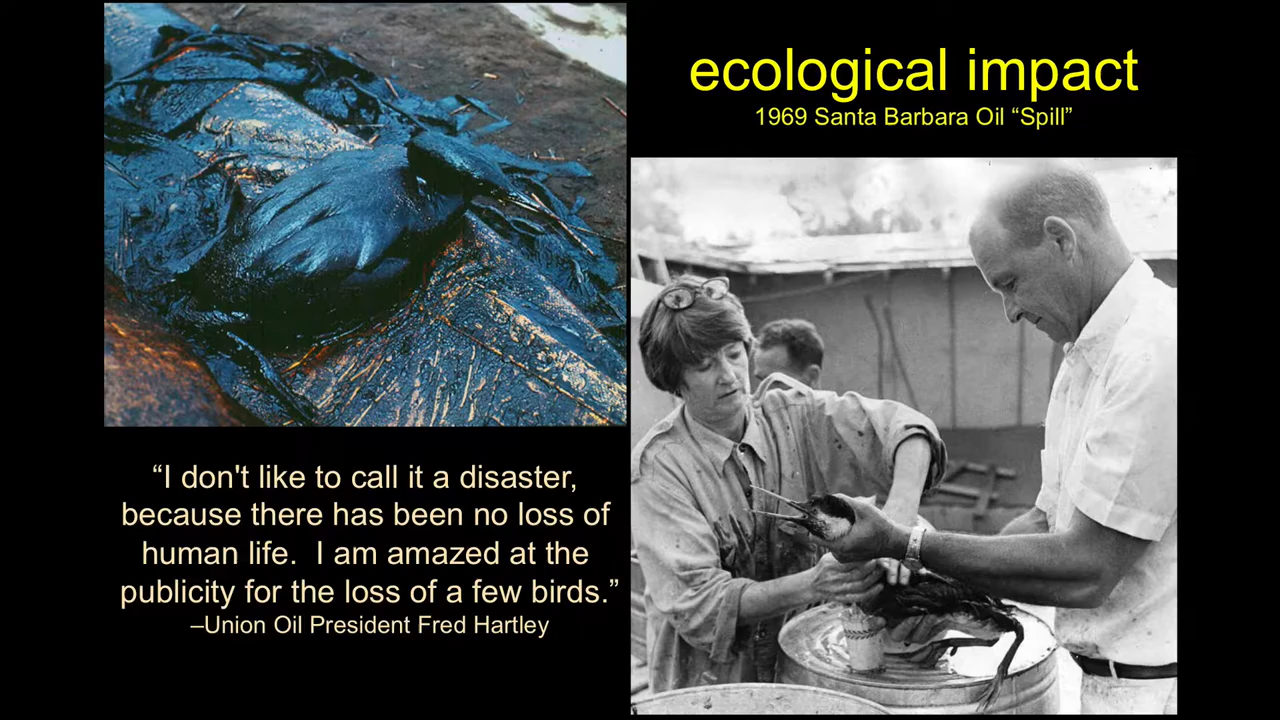 ecological impact
1969 Santa Barbara Oil “Spill”
“I don't like to call it a disaster,
because there has been no loss of
human life.  I am amazed at the
publicity for the loss of a few birds.”
–Union Oil President Fred Hartley